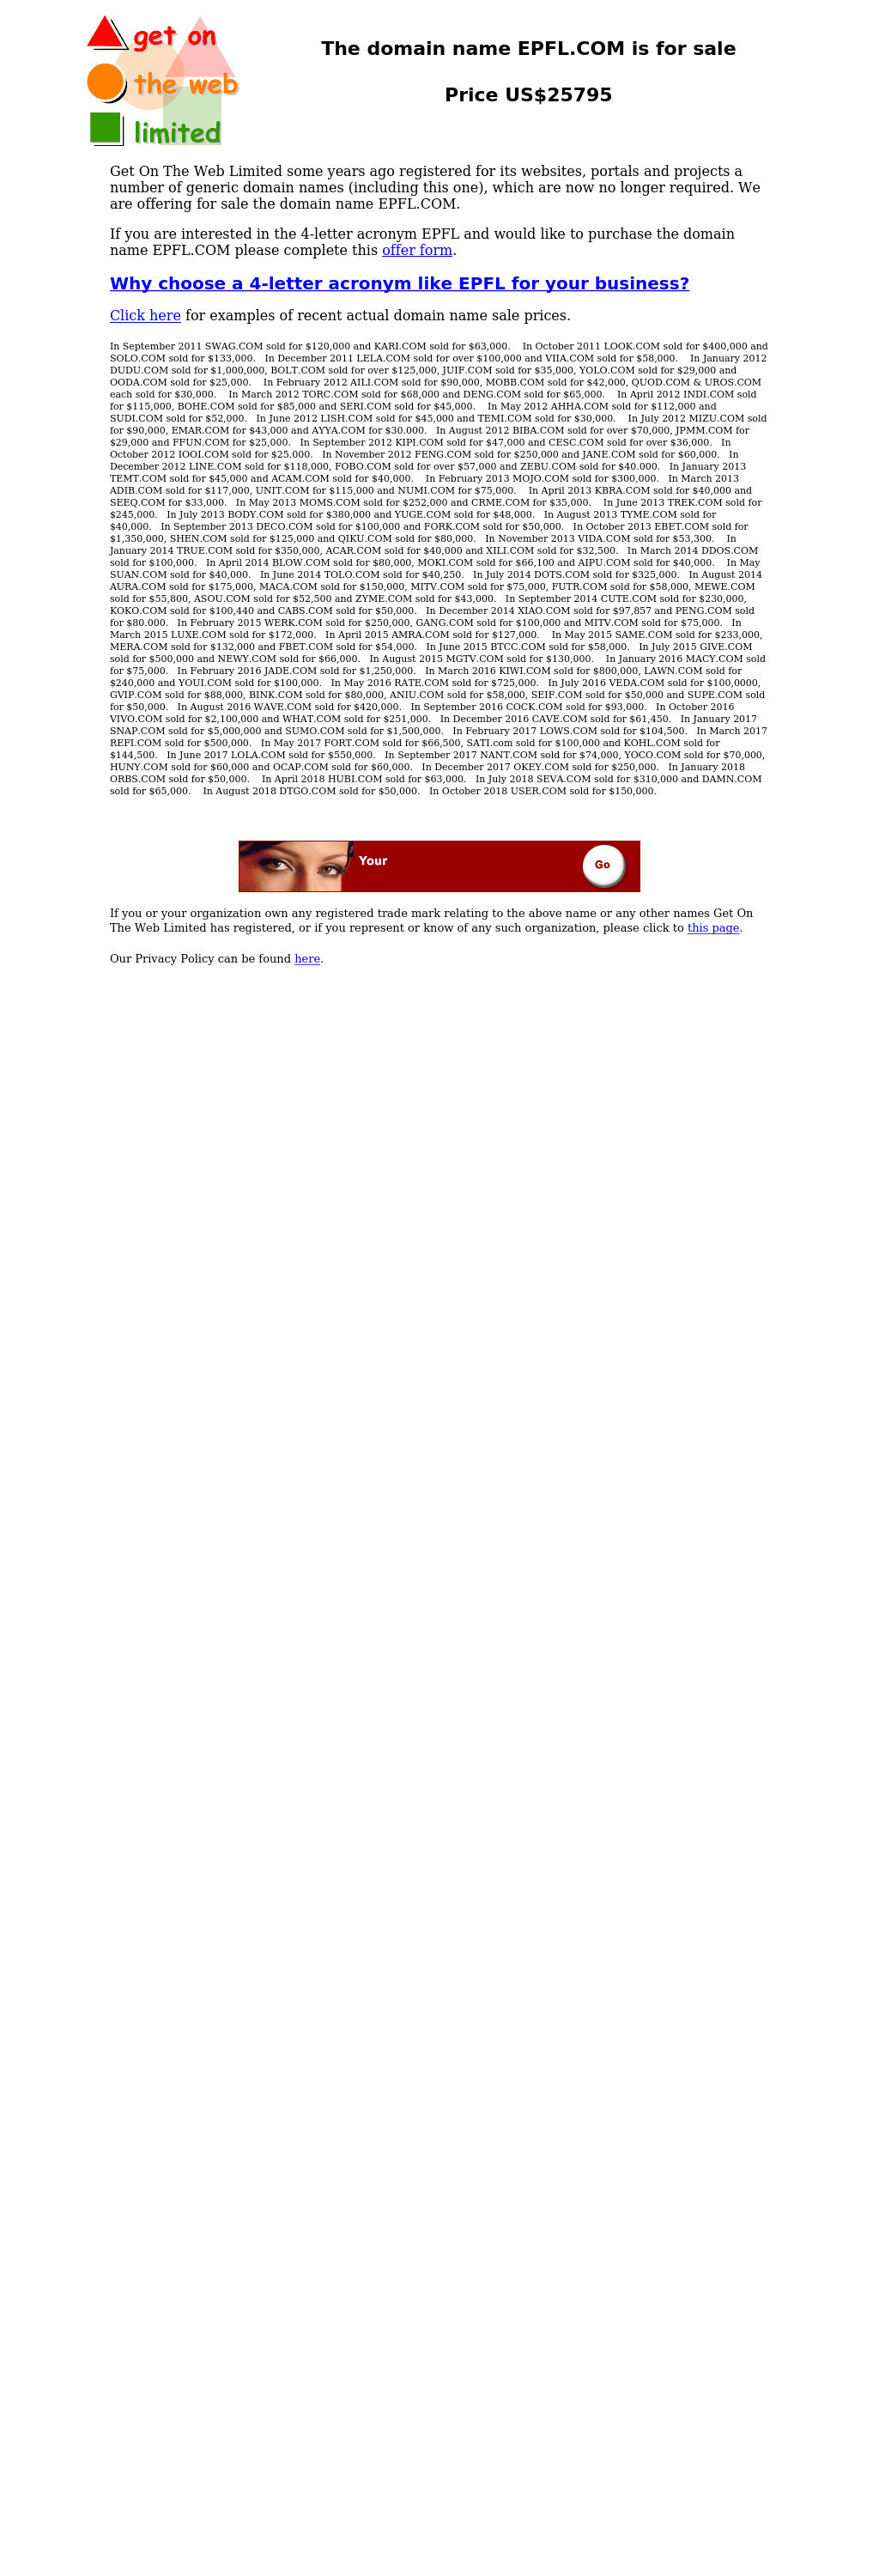 get on
the web
limited
The domain name EPFL.COM is for sale
Price US$25795
Get On The Web Limited some years ago registered for its websites, portals and projects a
number of generic domain names (including this one), which are now no longer required. We
are offering for sale the domain name EPFL.COM.
If you are interested in the 4-letter acronym EPFL and would like to purchase the domain
name EPFL.COM please complete this offer form.
Why choose a 4-letter acronym like EPFL for your business?
Click here for examples of recent actual domain name sale prices.
In September 2011 SWAG.COM sold for $120,000 and KARI.COM sold for $63,000. In October 2011 LOOK.COM sold for $400,000 and
SOLO.COM sold for $133,000. In December 2011 LELA.COM sold for over $100,000 and VIIA.COM sold for $58,000. In January 2012
DUDU.COM sold for $1,000,000, BOLT.COM sold for over $125,000, JUIF.COM sold for $35,000, YOLO.COM sold for $29,000 and
OODA.COM sold for $25,000. In February 2012 AILI.COM sold for $90,000, MOBB.COM sold for $42,000, QUOD.COM & UROS.COM
each sold for $30,000. In March 2012 TORC.COM sold for $68,000 and DENG.COM sold for $65,000. In April 2012 INDI.COM sold
for $115,000, BOHE.COM sold for $85,000 and SERI.COM sold for $45,000. In May 2012 AHHA.COM sold for $112,000 and
SUDI.COM sold for $52,000. In June 2012 LISH.COM sold for $45,000 and TEMI.COM sold for $30,000. In July 2012 MIZU.COM sold
for $90,000, EMAR.COM for $43,000 and AYYA.COM for $30.000. In August 2012 BIBA.COM sold for over $70,000, JPMM.COM for
$29,000 and FFUN.COM for $25,000. In September 2012 KIPI.COM sold for $47,000 and CESC.COM sold for over $36,000. In
October 2012 IOOI.COM sold for $25.000. In November 2012 FENG.COM sold for $250,000 and JANE.COM sold for $60,000. In
December 2012 LINE.COM sold for $118,000, FOBO.COM sold for over $57,000 and ZEBU.COM sold for $40.000. In January 2013
TEMT.COM sold for $45,000 and ACAM.COM sold for $40,000. In February 2013 MOJO.COM sold for $300,000. In March 2013
ADIB.COM sold for $117,000, UNIT.COM for $115,000 and NUMI.COM for $75,000. In April 2013 KBRA.COM sold for $40,000 and
SEEQ.COM for $33,000. In May 2013 MOMS.COM sold for $252,000 and CRME.COM for $35,000. In June 2013 TREK.COM sold for
$245,000. In July 2013 BODY.COM sold for $380,000 and YUGE.COM sold for $48,000. In August 2013 TYME.COM sold for
$40,000. In September 2013 DECO.COM sold for $100,000 and FORK.COM sold for $50,000. In October 2013 EBET.COM sold for
$1,350,000, SHEN.COM sold for $125,000 and QIKU.COM sold for $80,000. In November 2013 VIDA.COM sold for $53,300. In
January 2014 TRUE.COM sold for $350,000, ACAR.COM sold for $40,000 and XILI.COM sold for $32,500. In March 2014 DDOS.COM
sold for $100,000. In April 2014 BLOW.COM sold for $80,000, MOKI.COM sold for $66,100 and AIPU.COM sold for $40,000. In May
SUAN.COM sold for $40,000. In June 2014 TOLO.COM sold for $40,250. In July 2014 DOTS.COM sold for $325,000. In August 2014
AURA.COM sold for $175,000, MACA.COM sold for $150,000, MITV.COM sold for $75,000, FUTR.COM sold for $58,000, MEWE.COM
sold for $55,800, ASOU.COM sold for $52,500 and ZYME.COM sold for $43,000. In September 2014 CUTE.COM sold for $230,000,
KOKO.COM sold for $100,440 and CABS.COM sold for $50,000. In December 2014 XIAO.COM sold for $97,857 and PENG.COM sold
for $80.000. In February 2015 WERK.COM sold for $250,000, GANG.COM sold for $100,000 and MITV.COM sold for $75,000. In
March 2015 LUXE.COM sold for $172,000. In April 2015 AMRA.COM sold for $127,000. In May 2015 SAME.COM sold for $233,000,
MERA.COM sold for $132,000 and FBET.COM sold for $54,000. In June 2015 BTCC.COM sold for $58,000. In July 2015 GIVE.COM
sold for $500,000 and NEWY.COM sold for $66,000. In August 2015 MGTV.COM sold for $130,000. In January 2016 MACY.COM sold
for $75,000. In February 2016 JADE.COM sold for $1,250,000. In March 2016 KIWI.COM sold for $800,000, LAWN.COM sold for
$240,000 and YOUI.COM sold for $100,000. In May 2016 RATE.COM sold for $725,000. In July 2016 VEDA.COM sold for $100,0000,
GVIP.COM sold for $88,000, BINK.COM sold for $80,000, ANIU.COM sold for $58,000, SEIF.COM sold for $50,000 and SUPE.COM sold
for $50,000. In August 2016 WAVE.COM sold for $420,000. In September 2016 COCK.COM sold for $93,000. In October 2016
VIVO.COM sold for $2,100,000 and WHAT.COM sold for $251,000. In December 2016 CAVE.COM sold for $61,450. In January 2017
SNAP.COM sold for $5,000,000 and SUMO.COM sold for $1,500,000. In February 2017 LOWS.COM sold for $104,500. In March 2017
REFI.COM sold for $500,000. In May 2017 FORT.COM sold for $66,500, SATI.com sold for $100,000 and KOHL.COM sold for
$144,500. In June 2017 LOLA.COM sold for $550,000. In September 2017 NANT.COM sold for $74,000, YOCO.COM sold for $70,000,
HUNY.COM sold for $60,000 and OCAP.COM sold for $60,000. In December 2017 OKEY.COM sold for $250,000. In January 2018
ORBS.COM sold for $50,000. In April 2018 HUBI.COM sold for $63,000. In July 2018 SEVA.COM sold for $310,000 and DAMN.COM
sold for $65,000. In August 2018 DTGO.COM sold for $50,000. In October 2018 USER.COM sold for $150,000.
Your
Go
If you or your organization own any registered trade mark relating to the above name or any other names Get On
The Web Limited has registered, or if you represent or know of any such organization, please click to this page.
Our Privacy Policy can be found here.